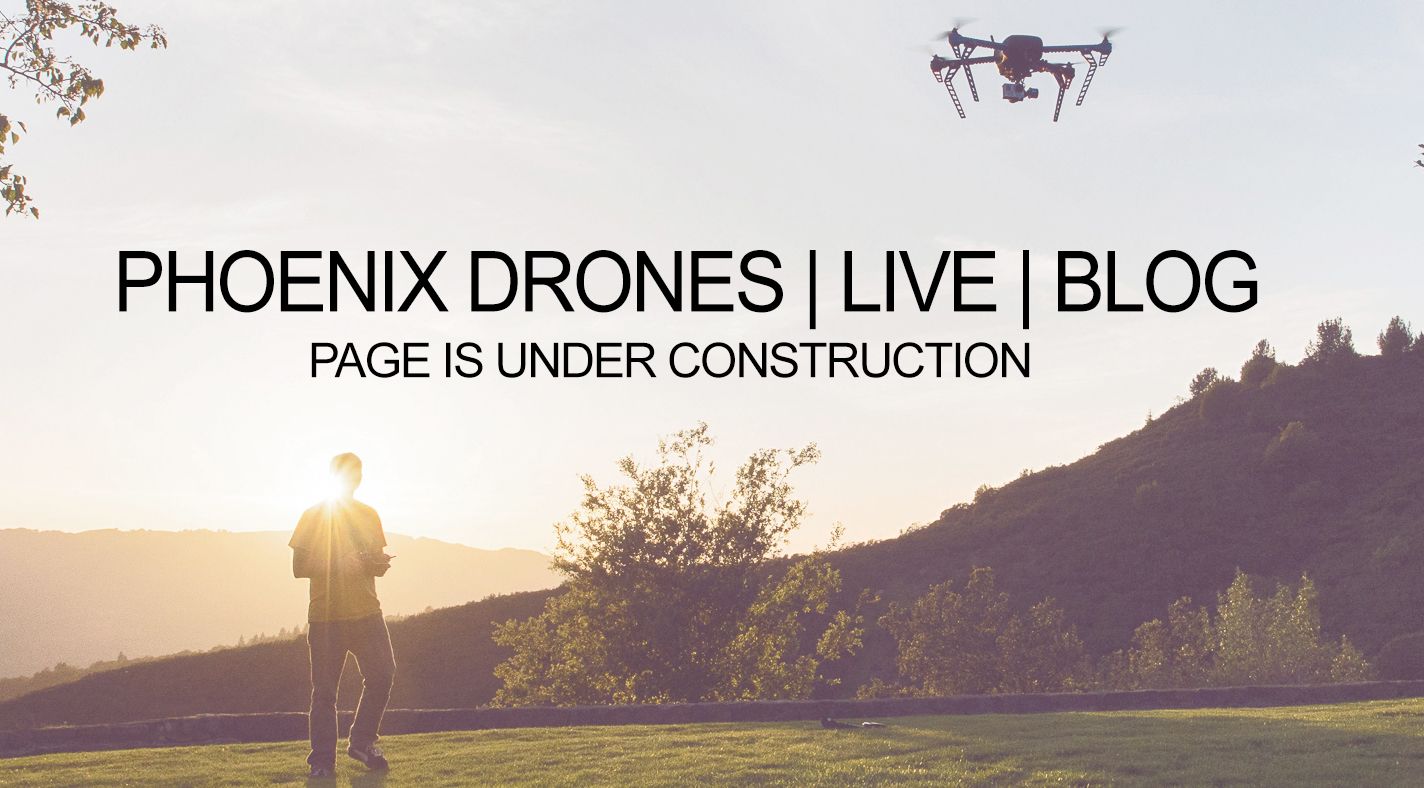 PHOENIX DRONES | LIVE | BLOG
PAGE IS UNDER CONSTRUCTION